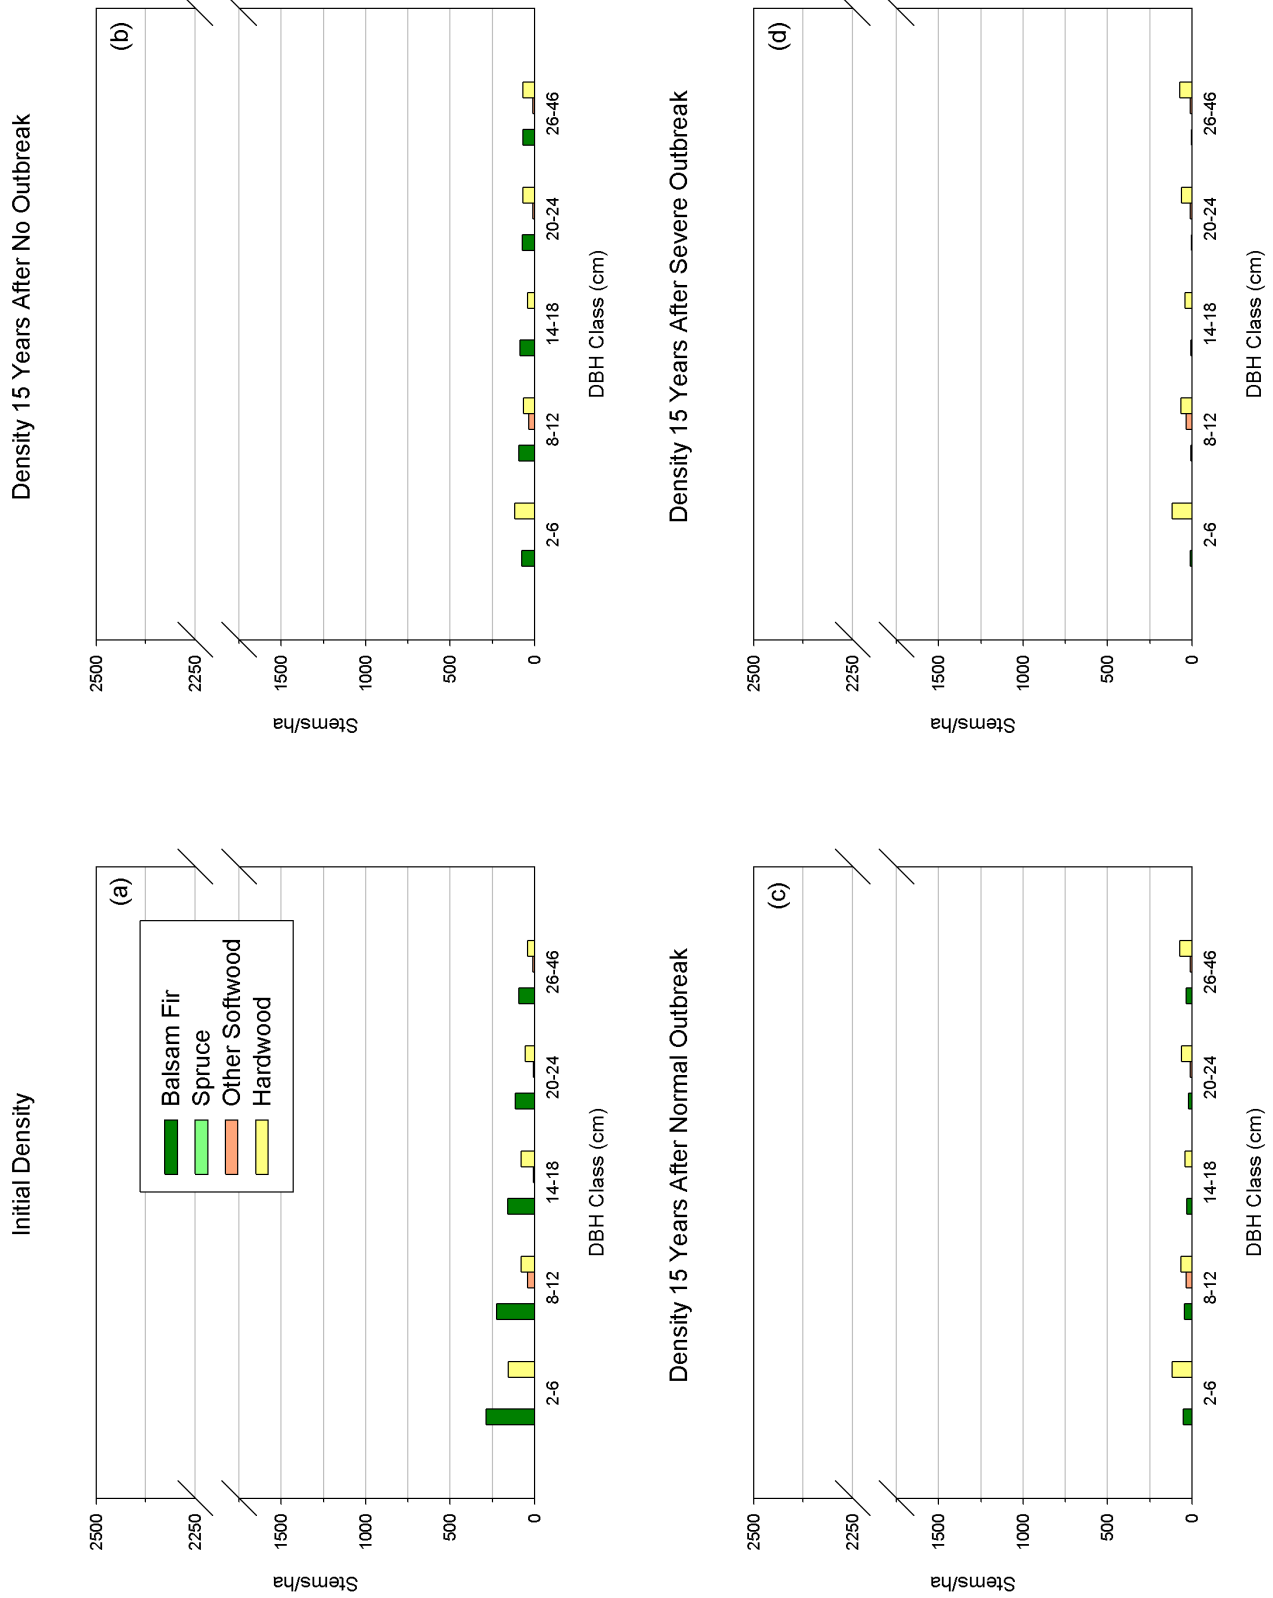 Initial Density
(a)
Stems/ha
2500
2250
1500
1000
500
0
Balsam Fir
Spruce
Other Softwood
Hardwood
2-6
8-12
14-18
20-24
26-46
DBH Class (cm)
Density 15 Years After No Outbreak
(b)
Stems/ha
2500
2250
1500
1000
500
0
2-6
8-12
14-18
20-24
26-46
DBH Class (cm)
Density 15 Years After Normal Outbreak
(c)
Stems/ha
2500
2250
1500
1000
500
0
2-6
8-12
14-18
20-24
26-46
DBH Class (cm)
Density 15 Years After Severe Outbreak
(d)
Stems/ha
2500
2250
1500
1000
500
0
2-6
8-12
14-18
20-24
26-46
DBH Class (cm)